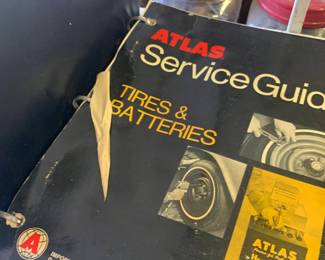 ATLAS
Service Guid
TIRES &
BATTERIES
ATLAS
A